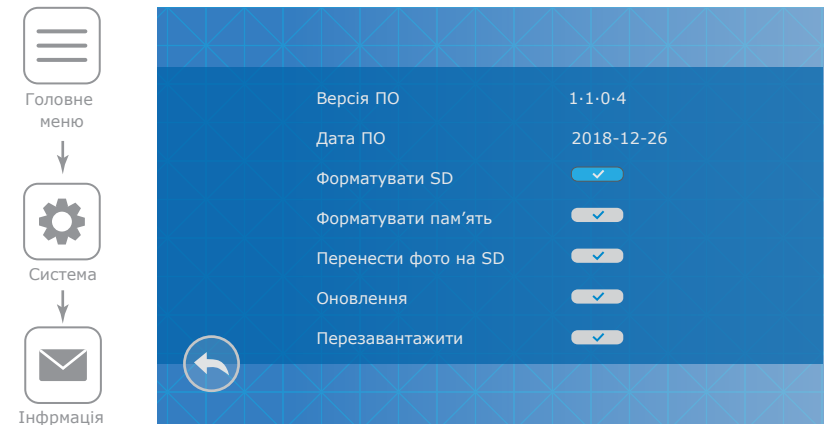 Головне
меню
Система
Інфрмація
Версія ПО 1·1·0·4
Дата ПО 2018-12-26
Форматувати SD
Форматувати пам’ять
Перенести фото на SD
Оновлення
Перезавантажити